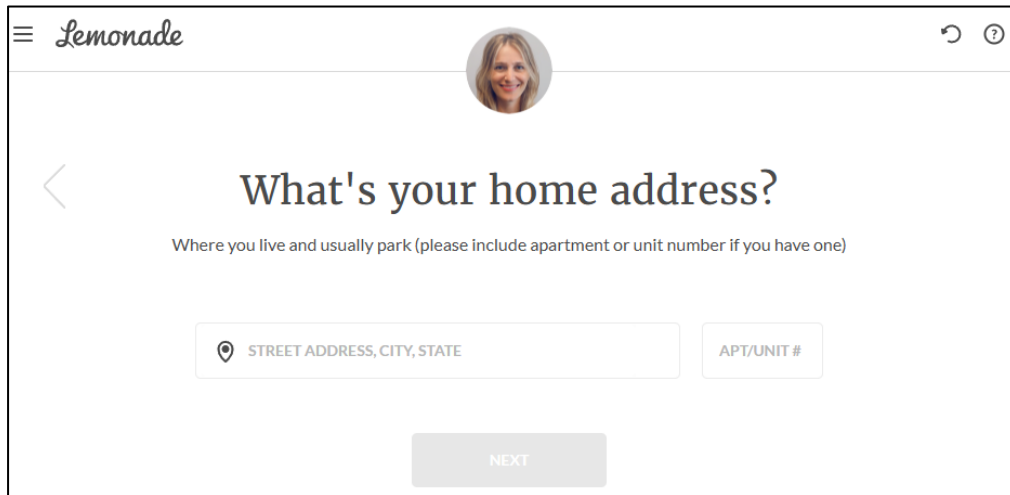 Lemonade
What's your home address?
Where you live and usually park (please include apartment or unit number if you have one)
STREET ADDRESS, CITY, STATE
APT/UNIT #
NEXT